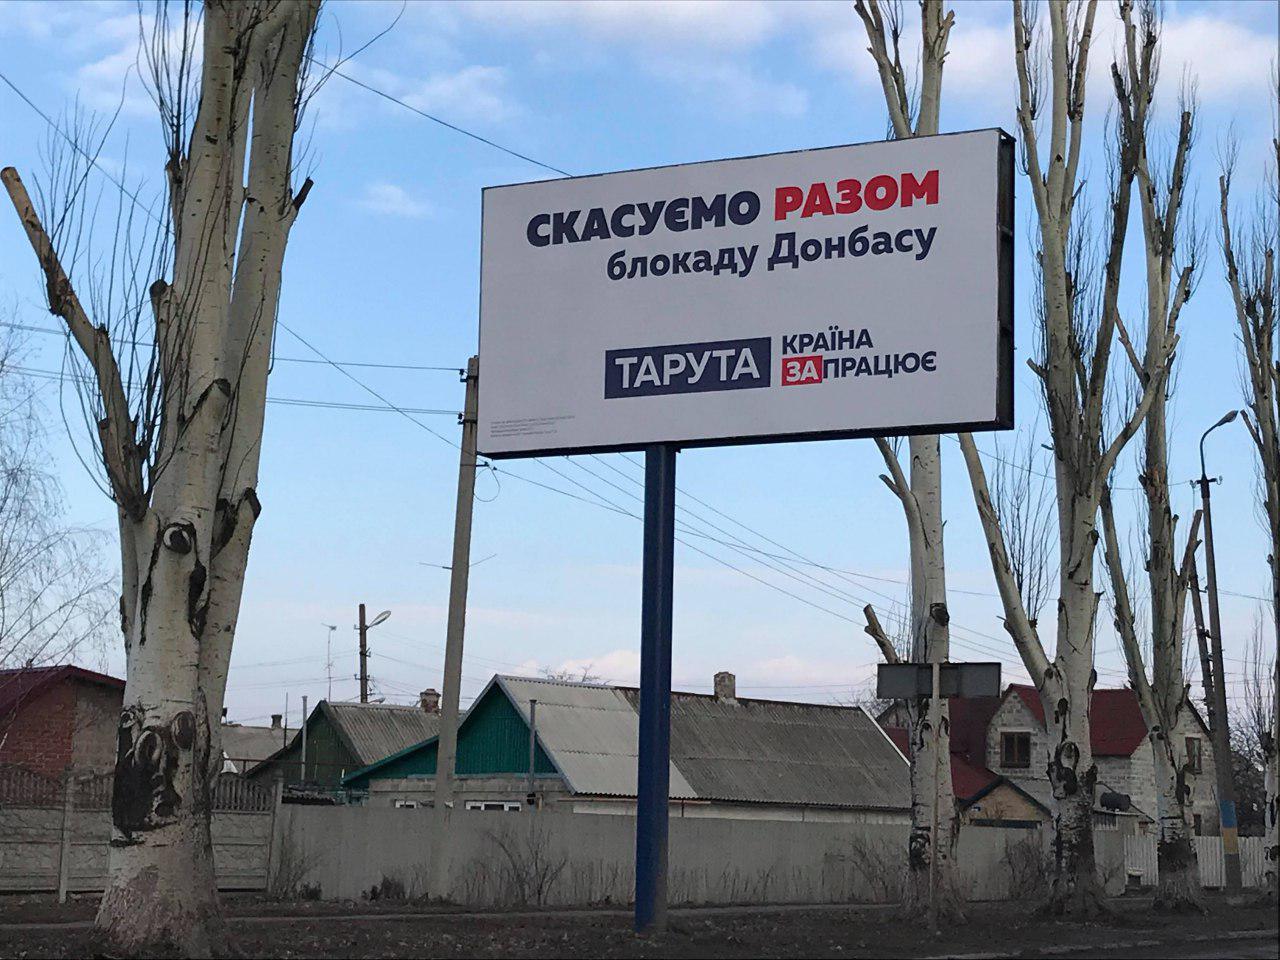 СКАСУЄМО РАЗОМ
блокаду Донбасу
ТАРУТА
КРАЇНА
ЗАПРАЦЮЄ